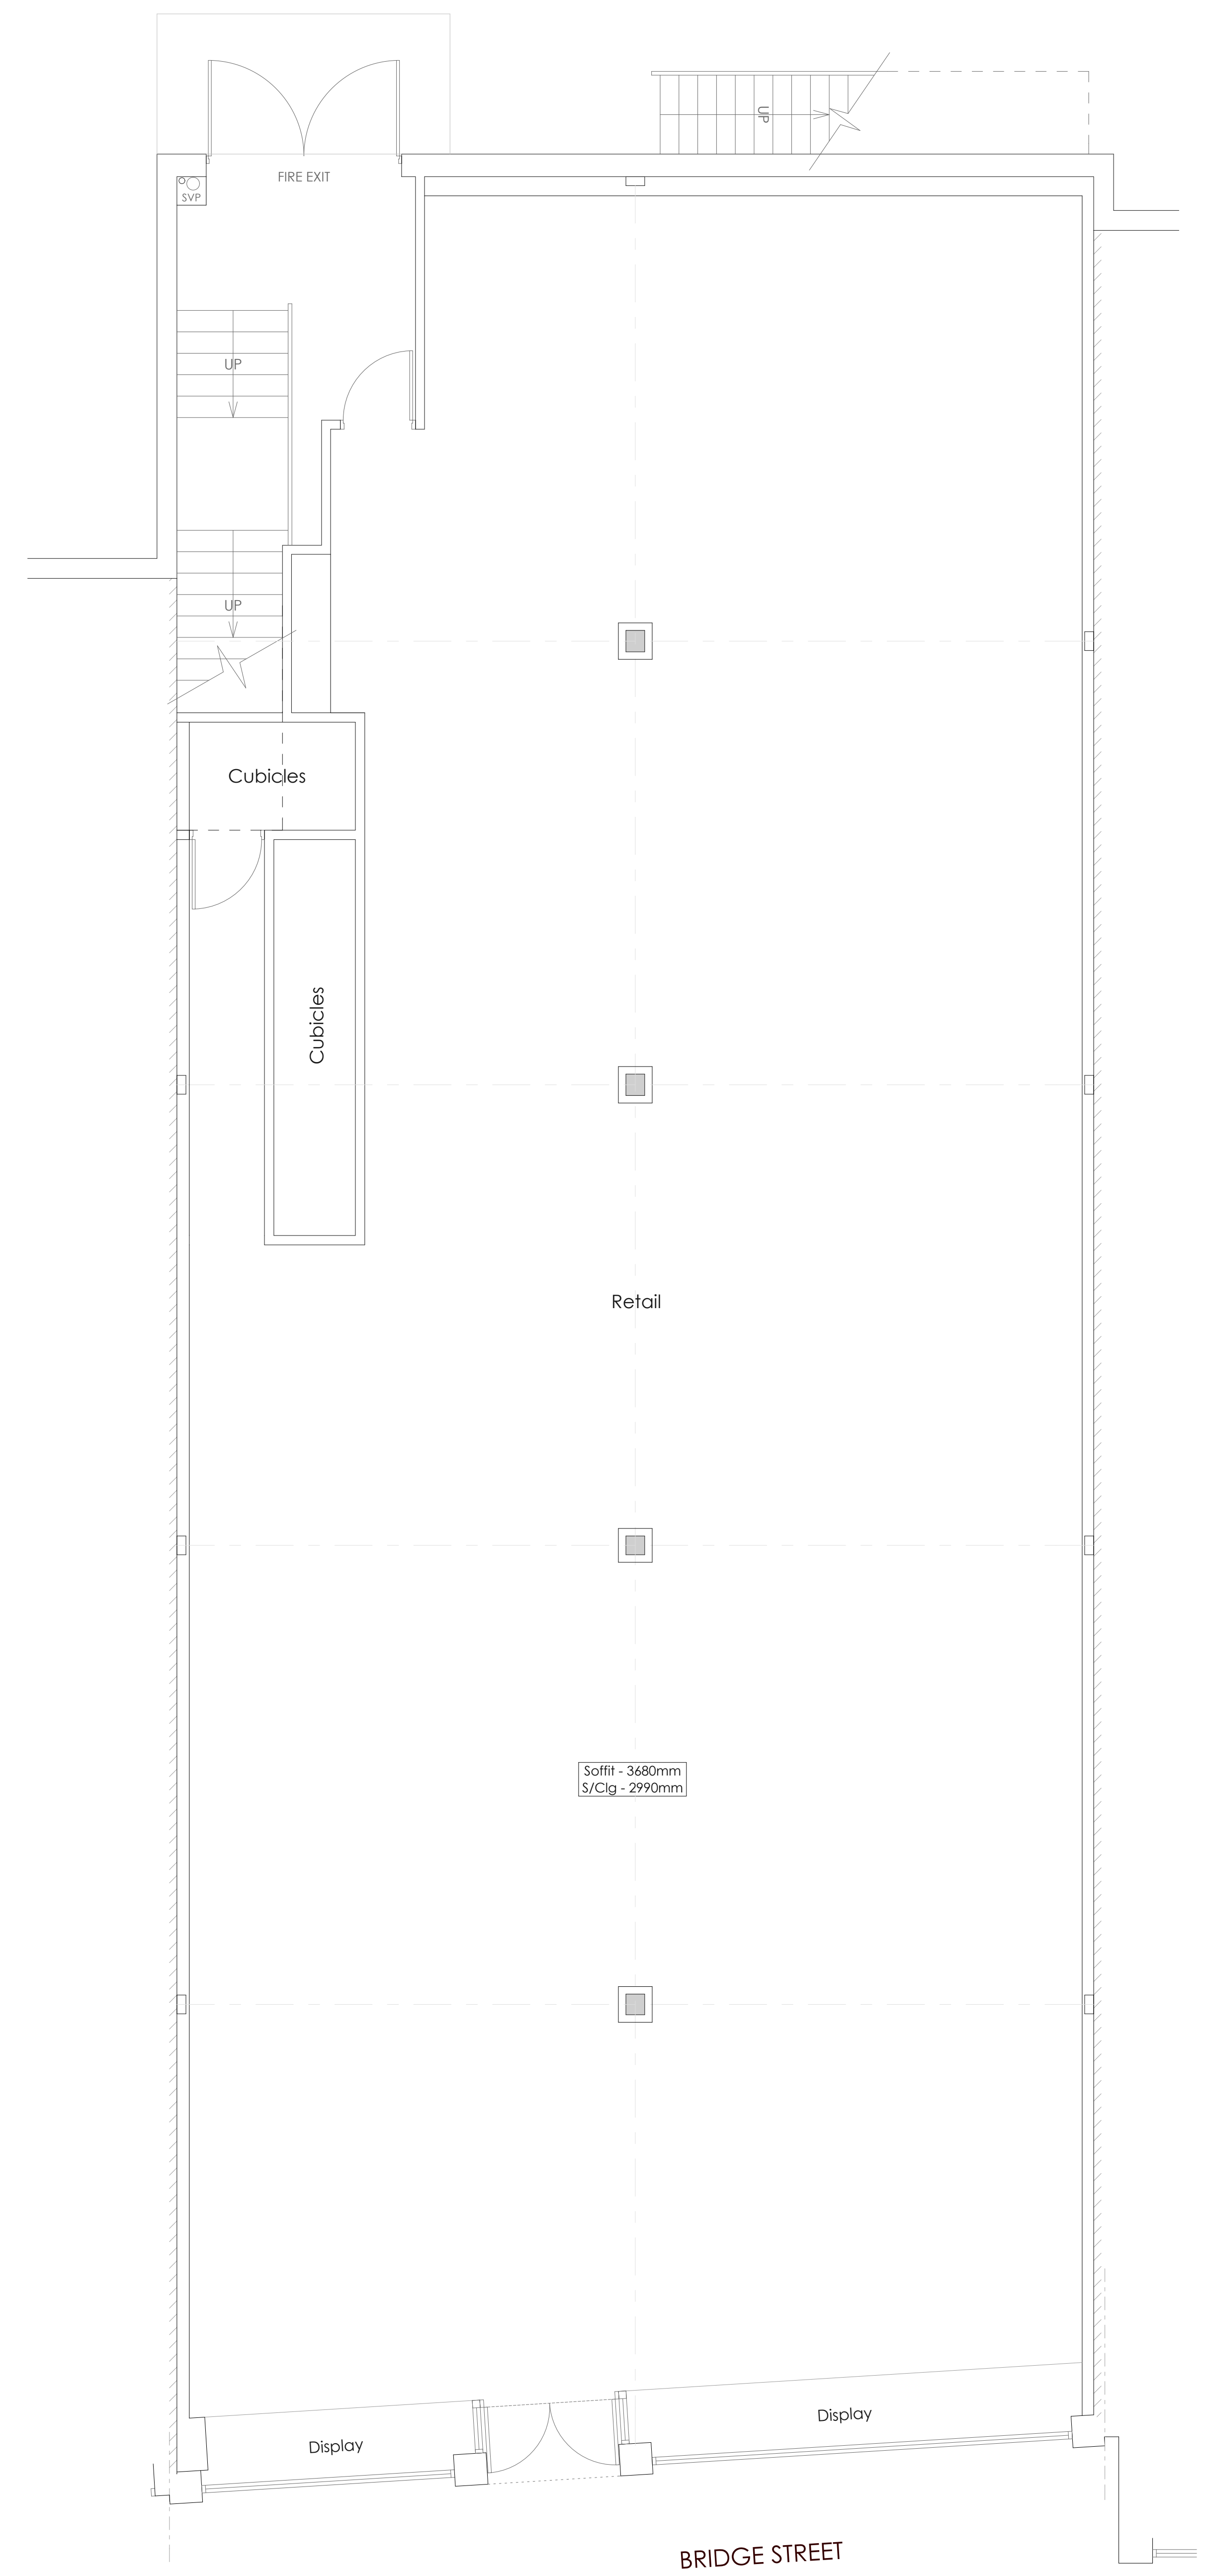 UP
FIRE EXIT
SVP
UP
UP
Cubicles
Cubicles
Retail
Soffit - 3680mm
S/Clg - 2990mm
Display
Display
BRIDGE STREET